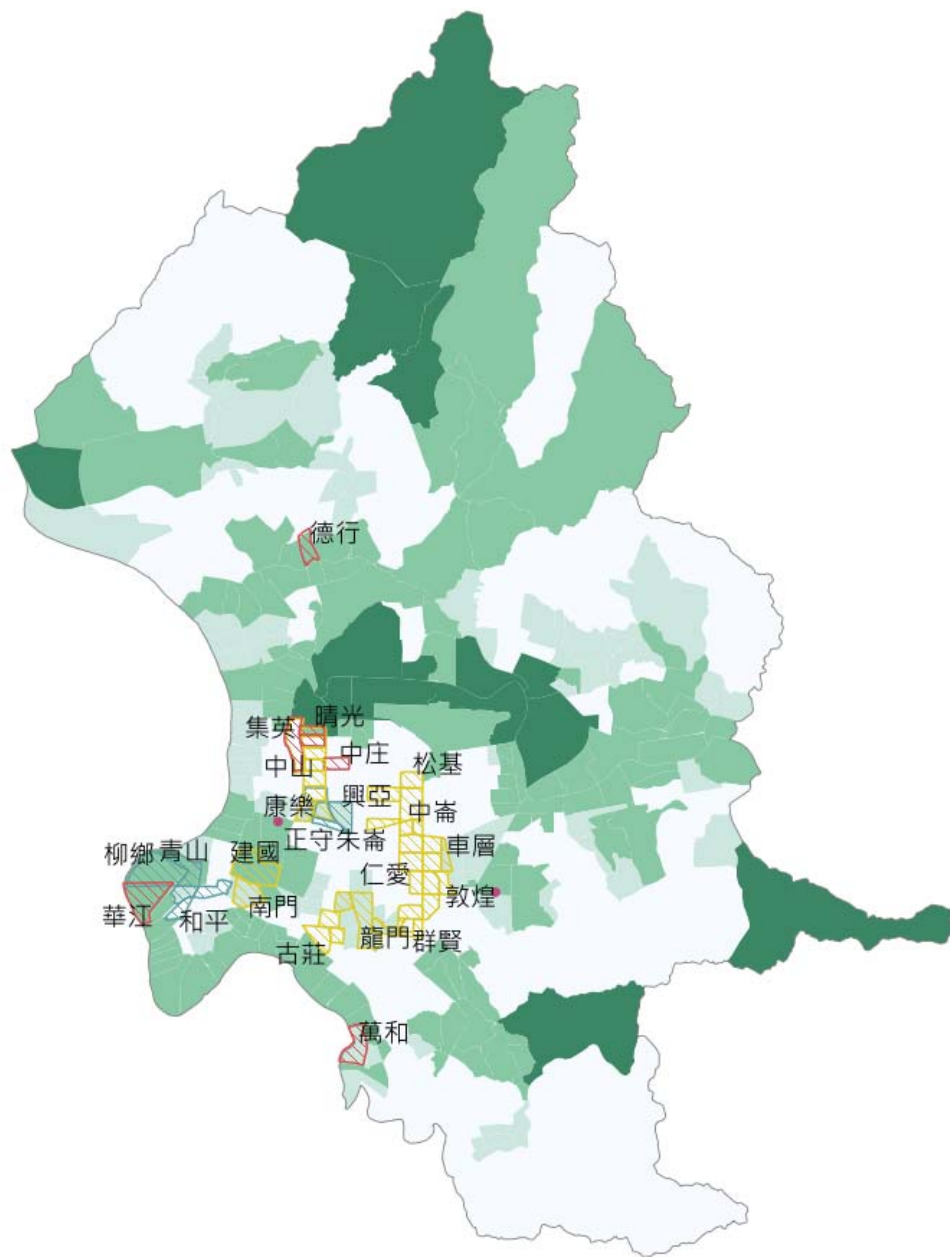 德行
集英
晴光
中山
中庄
松基
康樂
興亞
中崙
正守
朱崙
車層
柳鄉
青山
建國
仁愛
敦煌
華江
和平
南門
古莊
龍門
群賢
萬和